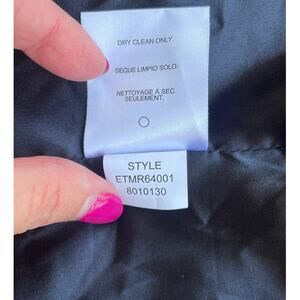 DRY CLEAN ONLY.
SEQUE LIMPIO SOLO.
NETTOYAGE À SEC
SEULEMENT.
STYLE
ETMR64001
8010130